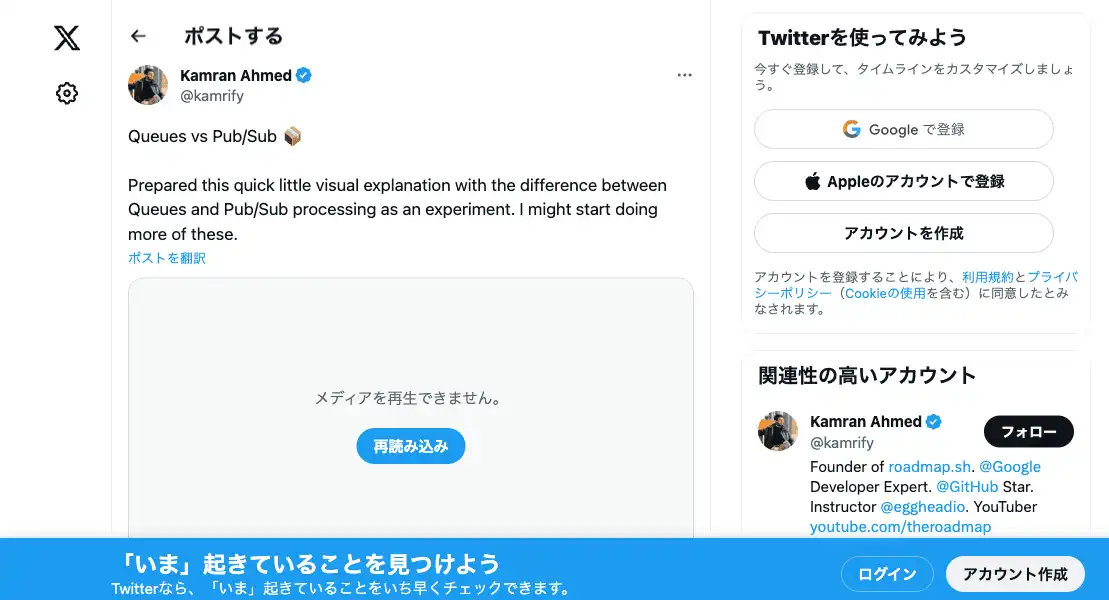 ポストする
Kamran Ahmed
@kamrify
Queues vs Pub/Sub
Prepared this quick little visual explanation with the difference between
Queues and Pub/Sub processing as an experiment. I might start doing
more of these.
ポストを翻訳
メディアを再生できません。
再読み込み
Twitterを使ってみよう
今すぐ登録して、タイムラインをカスタマイズしましょ
う。
Google で登録
Appleのアカウントで登録
アカウントを作成
アカウントを登録することにより、利用規約とプライバ
シーポリシー（Cookieの使用を含む）に同意したとみ
なされます。
関連性の高いアカウント
Kamran Ahmed
@kamrify
フォロー
Founder of roadmap.sh. @Google
Developer Expert. @GitHub Star.
Instructor @eggheadio. YouTuber
youtube.com/theroadmap
「いま」起きていることを見つけよう
Twitterなら、「いま」起きていることをいち早くチェックできます。
ログイン
アカウント作成